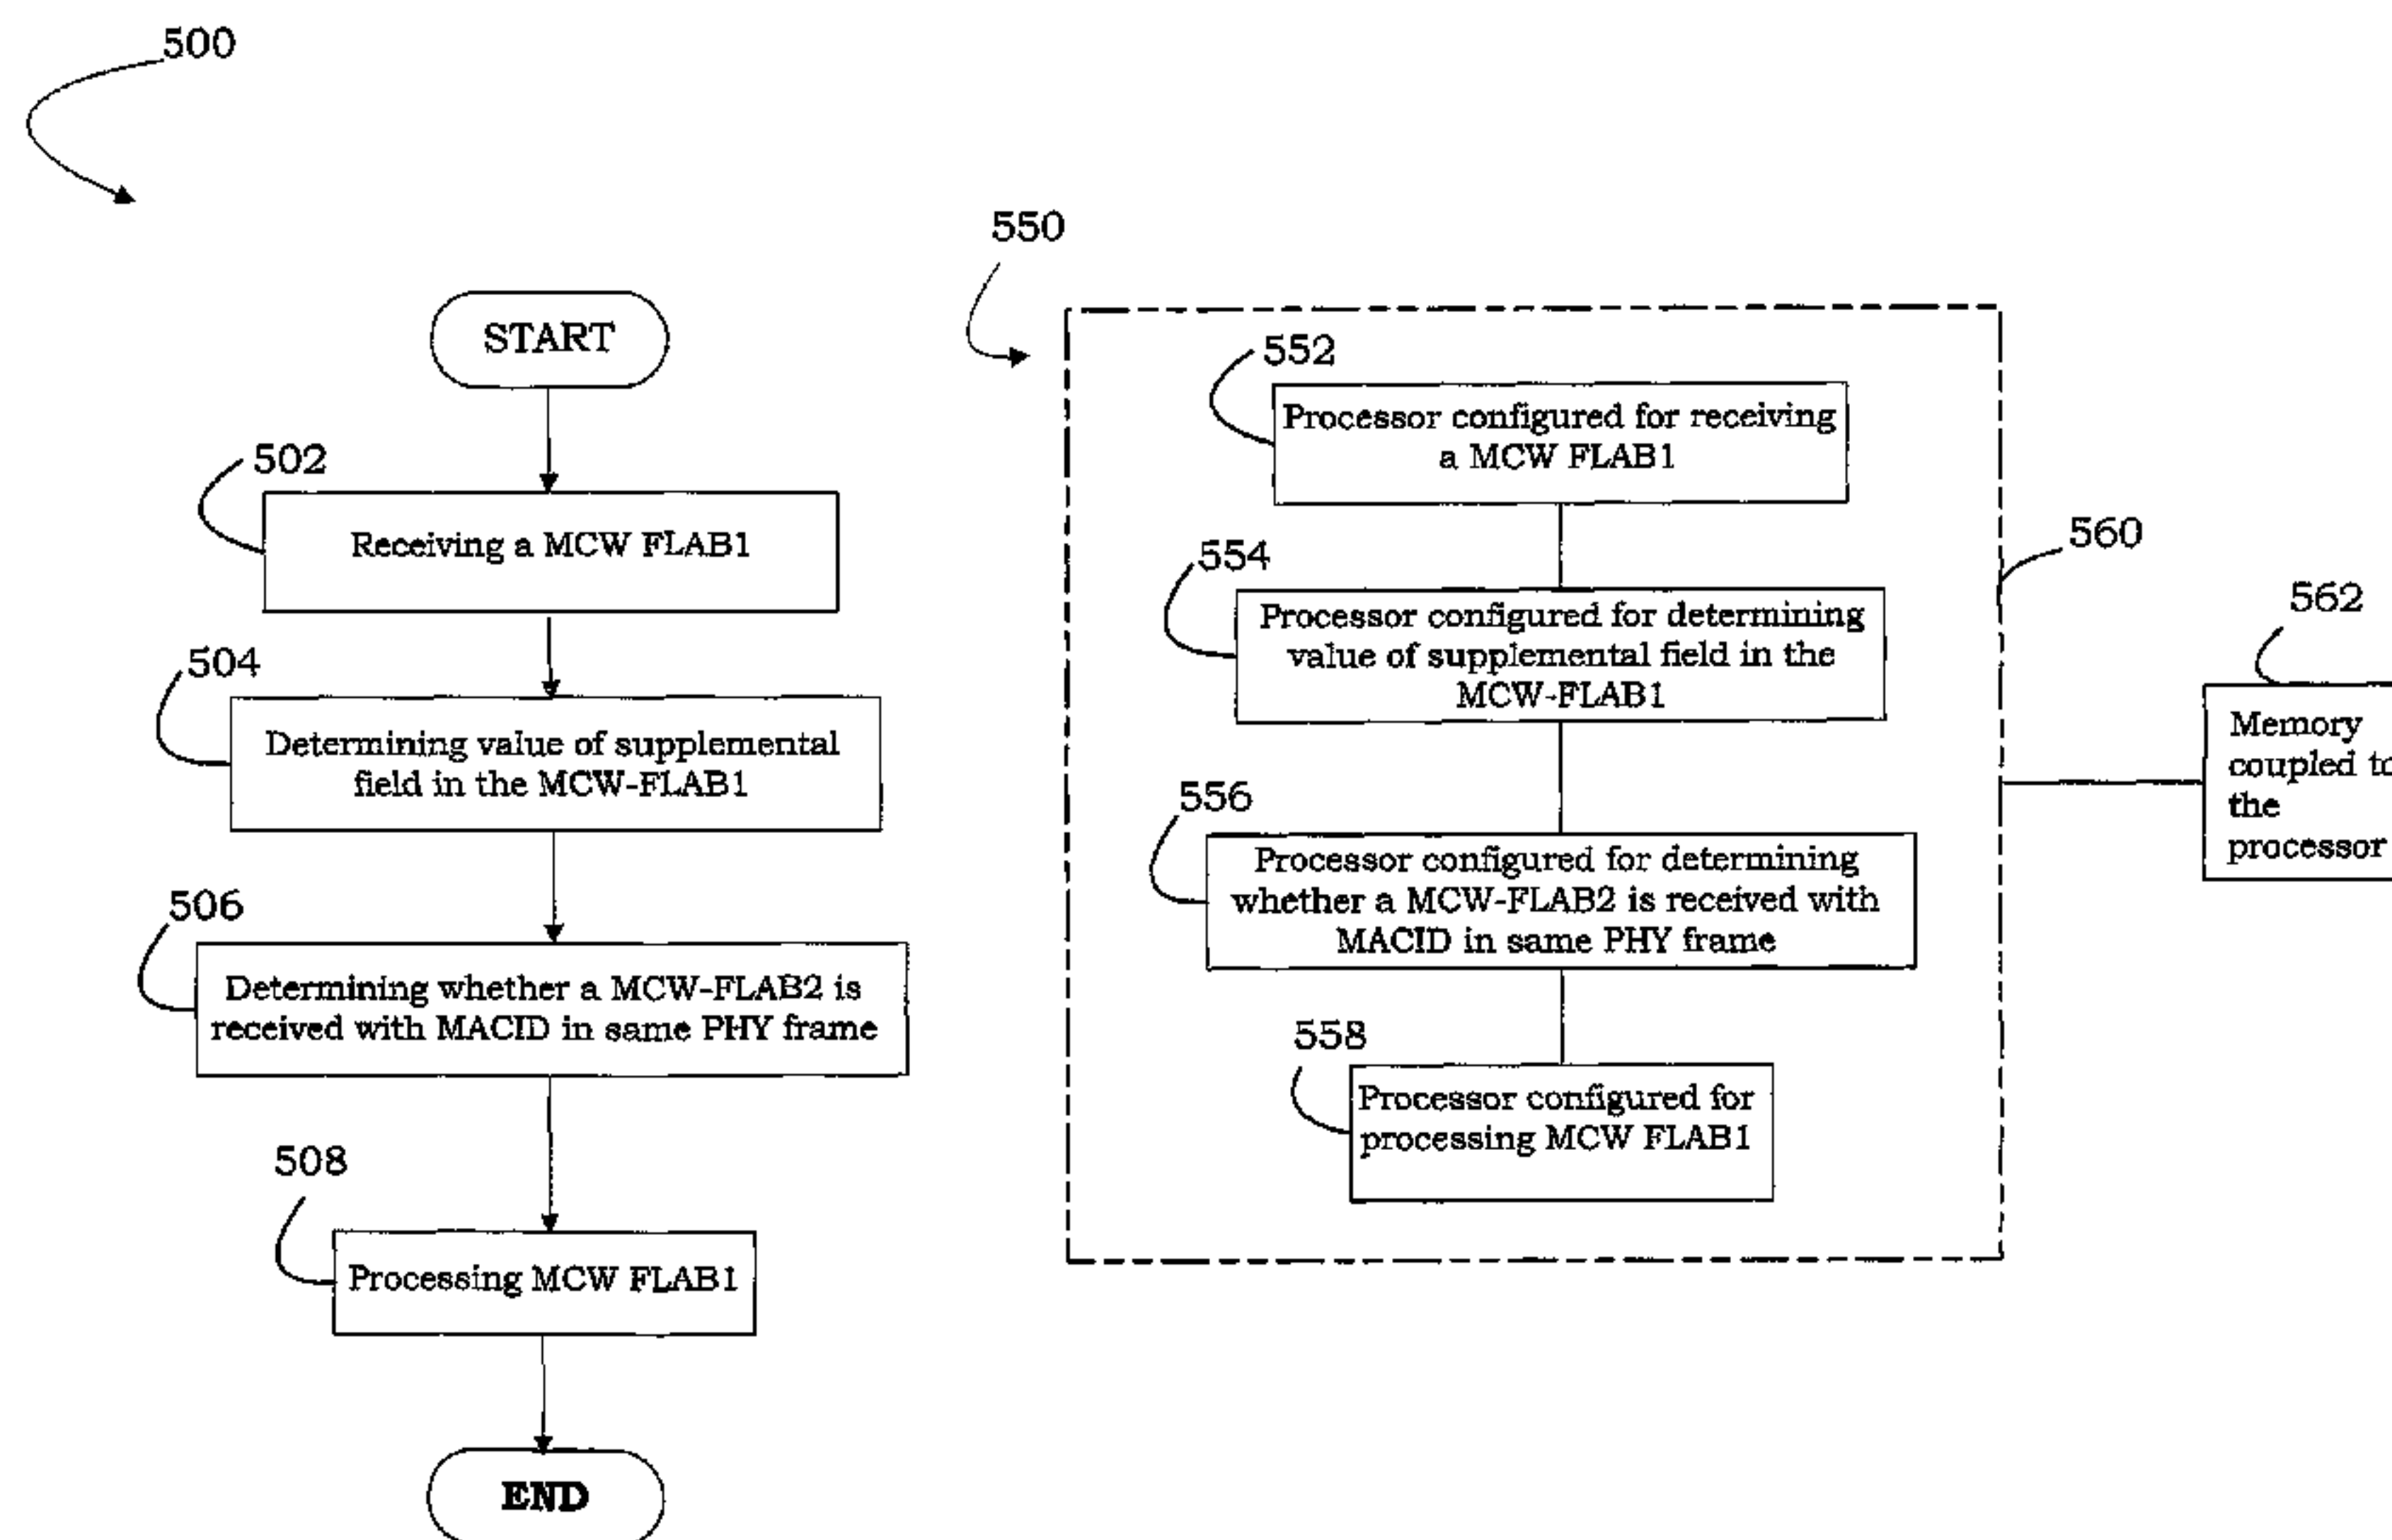 500
START
502
Receiving a MCW FLAB1
504
Determining value of supplemental
field in the MCW-FLAB1
506
Determining whether a MCW-FLAB2 is
received with MACID in same PHY frame
508
Processing MCW FLAB1
END
550
552
Processor configured for receiving
a MCW FLAB1
554
Processor configured for determining
value of supplemental field in the
MCW-FLAB1
556
Processor configured for determining
whether a MCW-FLAB2 is received with
MACID in same PHY frame
558
Processor configured for
processing MCW FLAB1
560
562
Memory
coupled to
the
processor